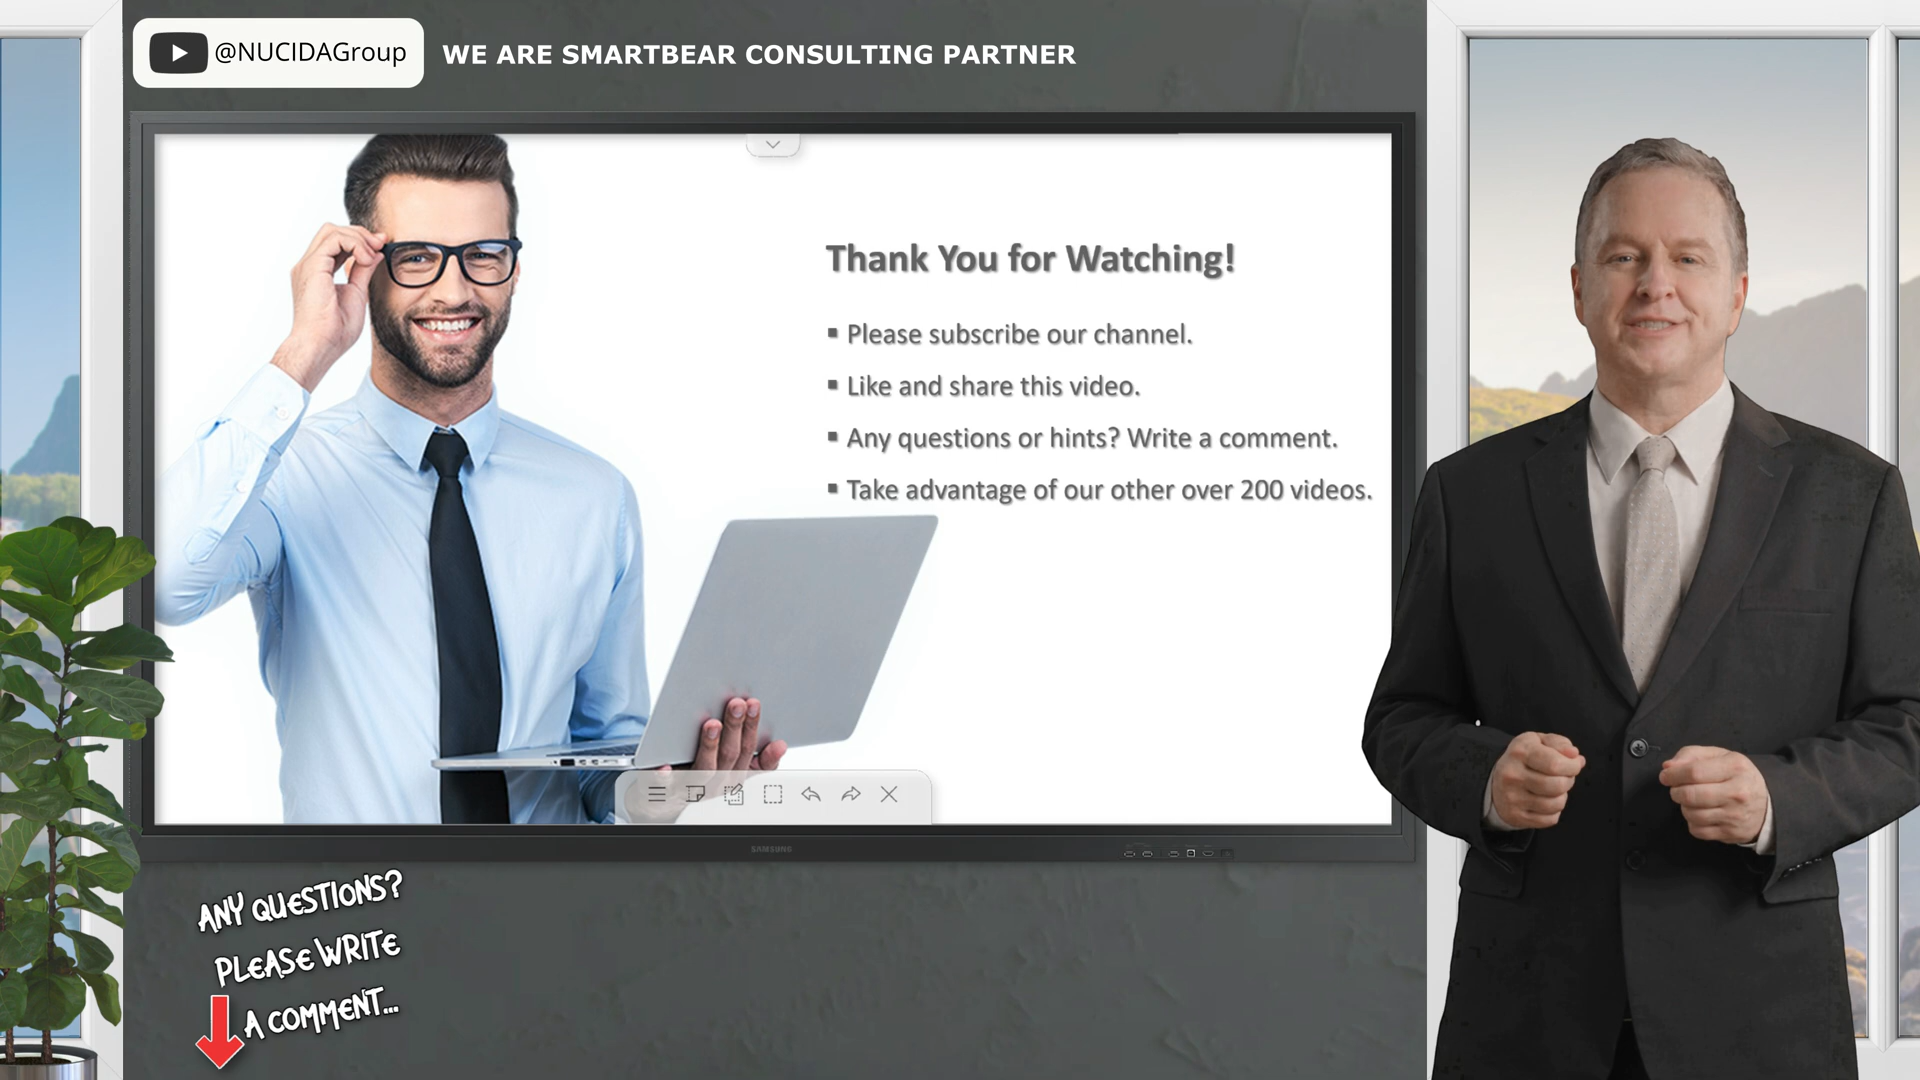 @NUCIDAGroup
WE ARE SMARTBEAR CONSULTING PARTNER
Thank You for Watching!
▪ Please subscribe our channel.
▪ Like and share this video.
▪ Any questions or hints? Write a comment.
▪ Take advantage of our other over 200 videos.
SAMSUNG
ANY QUESTIONS?
PLEASE WRITE
A COMMENT...